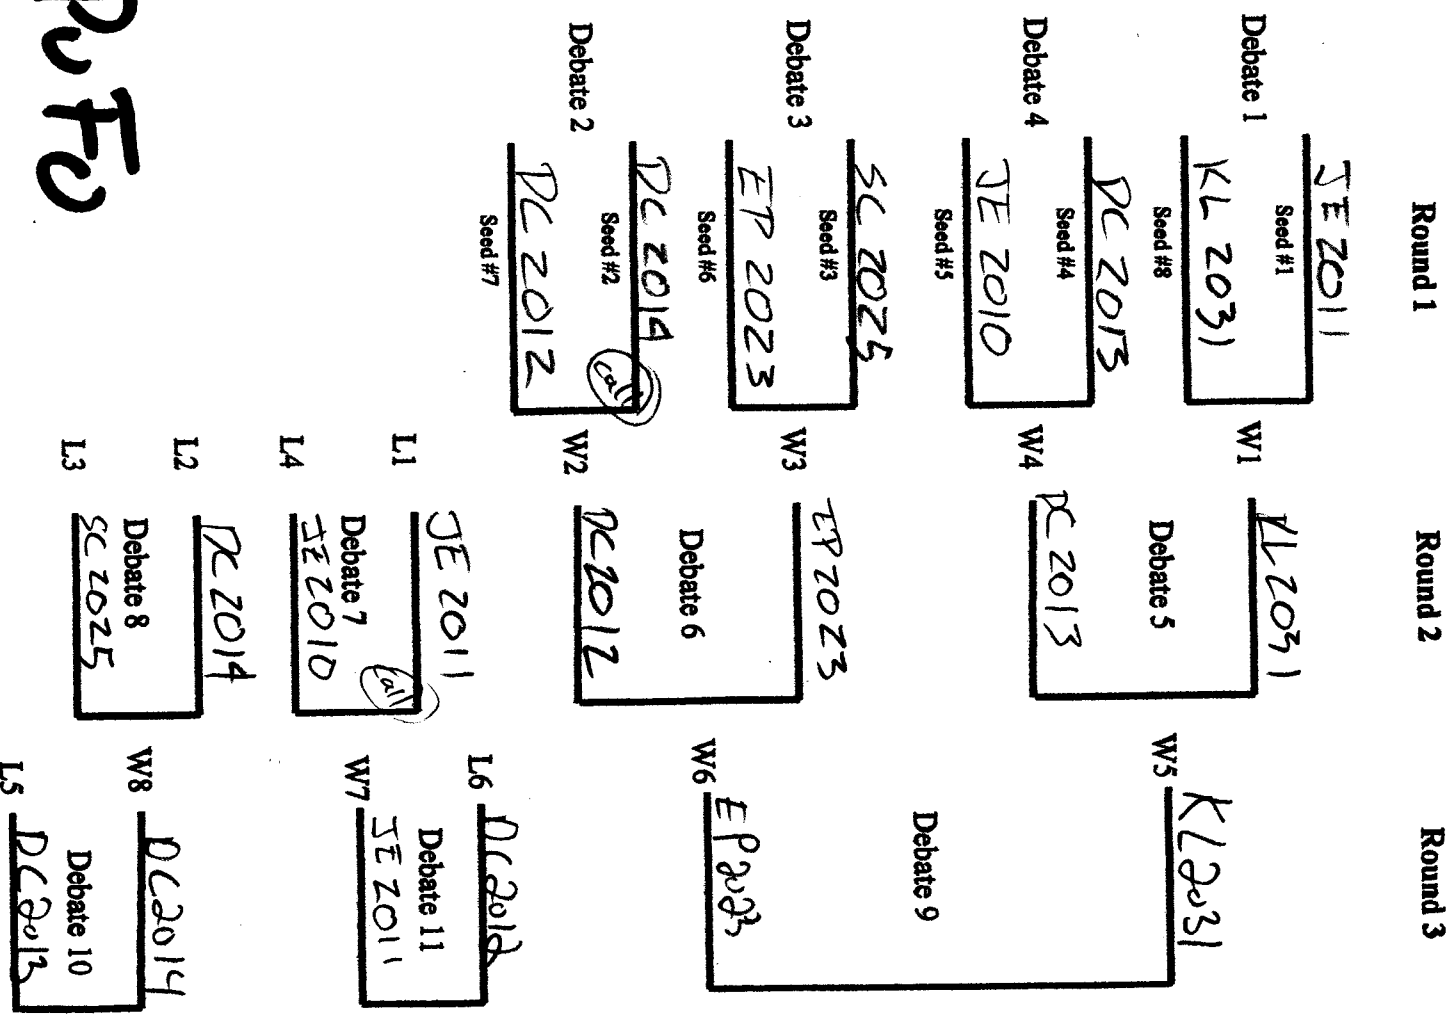 PU FO
Round 1
JE 2011
Seed #1
Debate 1
KL 2031
Seed #8
DC 2013
Seed #4
Debate 4
JE 2010
Seed #5
SC 2025
Seed #3
Debate 3
EP 2023
Seed #6
DC 2014
Seed #2
Call
Debate 2
DC 2012
Seed #7
Round 2
W1 KL 2031
Debate 5
W4 DC 2013
W3 EP 2023
Debate 6
W2 DC 2012
L1 JE 2011
Call
Debate 7
L4 JE 2010
L2 DC 2014
Debate 8
L3 SC 2025
Round 3
W5 KL 2031
Debate 9
W6 EP 2023
L6 DC 2012
Debate 11
W7 JE 2011
W8 DC 2014
Debate 10
L5 DC 2013